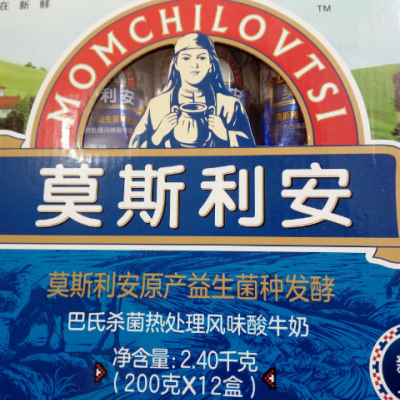 在新鲜
TM
MOMCHILOVTSI
莫斯利安
莫斯利安原产益生菌种发酵
巴氏杀菌热处理风味酸牛奶
净含量:2.40千克
(200克X12盒)